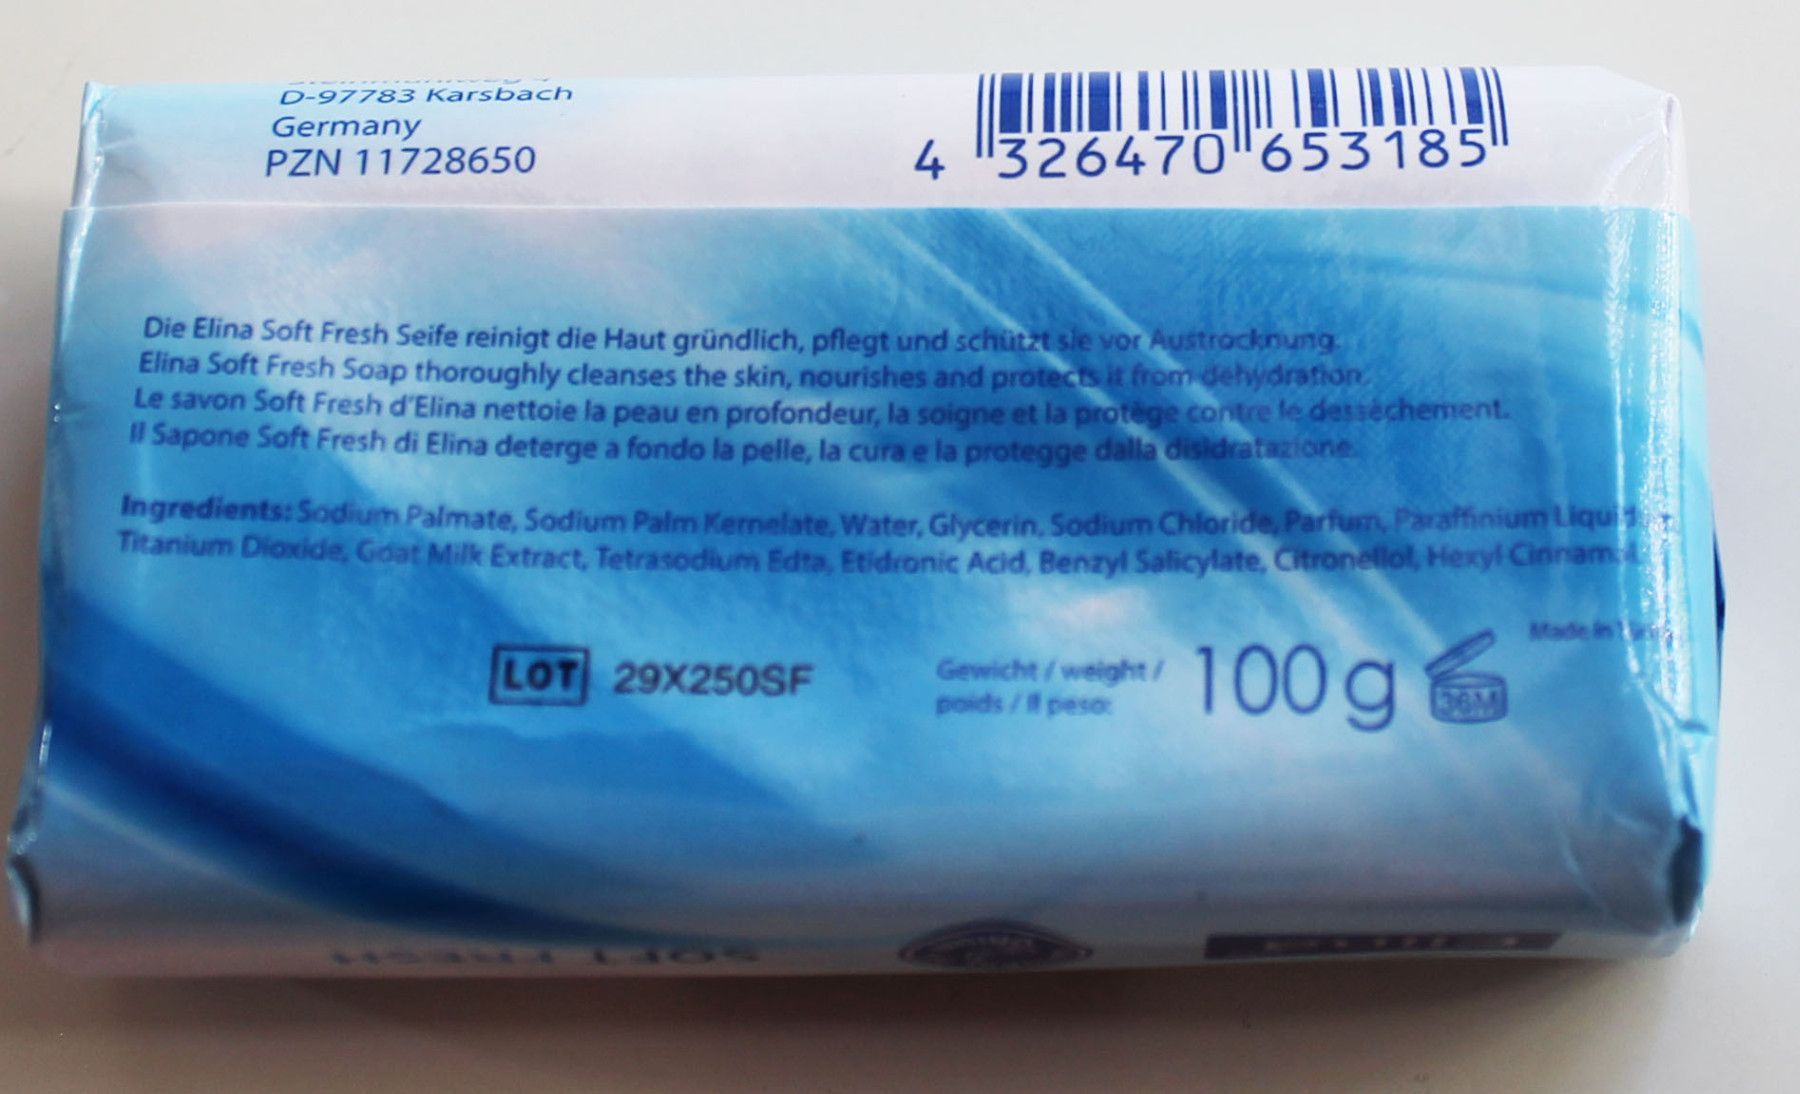 D-97783 Karsbach
Germany
PZN 11728650
4 326470 653185
Die Elina Soft Fresh Seife reinigt die Haut gründlich, pflegt und schützt sie vor Austrocknung.
Elina Soft Fresh Soap thoroughly cleanses the skin, nourishes and protects it from dehydration.
Le savon Soft Fresh d'Elina nettoie la peau en profondeur, la soigne et la protège contre le dessèchement.
Il Sapone Soft Fresh di Elina deterge a fondo la pelle, la cura e la protegge dalla disidratazione.
Ingredients: Sodium Palmate, Sodium Palm Kernelate, Water, Glycerin, Sodium Chloride, Parfum, Paraffinium Liquid
Titanium Dioxide, Goat Milk Extract, Tetrasodium Edta, Etidronic Acid, Benzyl Salicylate, Citronellol, Hexyl
Made in
LOT 29X250SF
Gewicht / weight /
poids / Il peso:
100 g
36M
SOFT FRESH